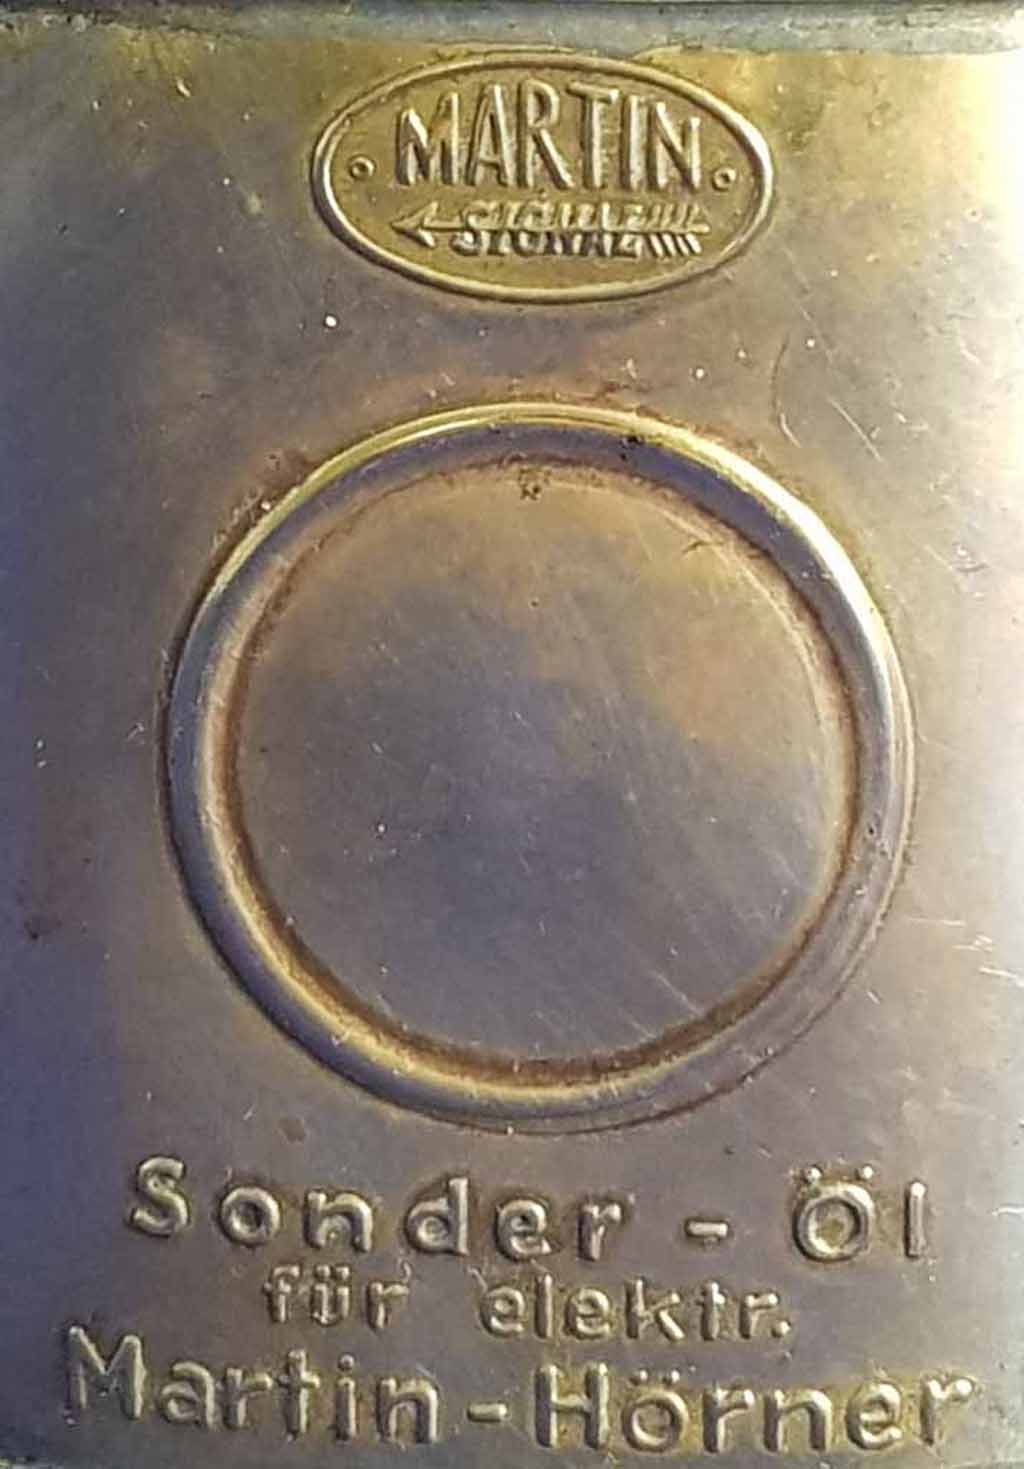 MARTIN
SIGNAL
Sonder - Öl
für elektr.
Martin-Hörner